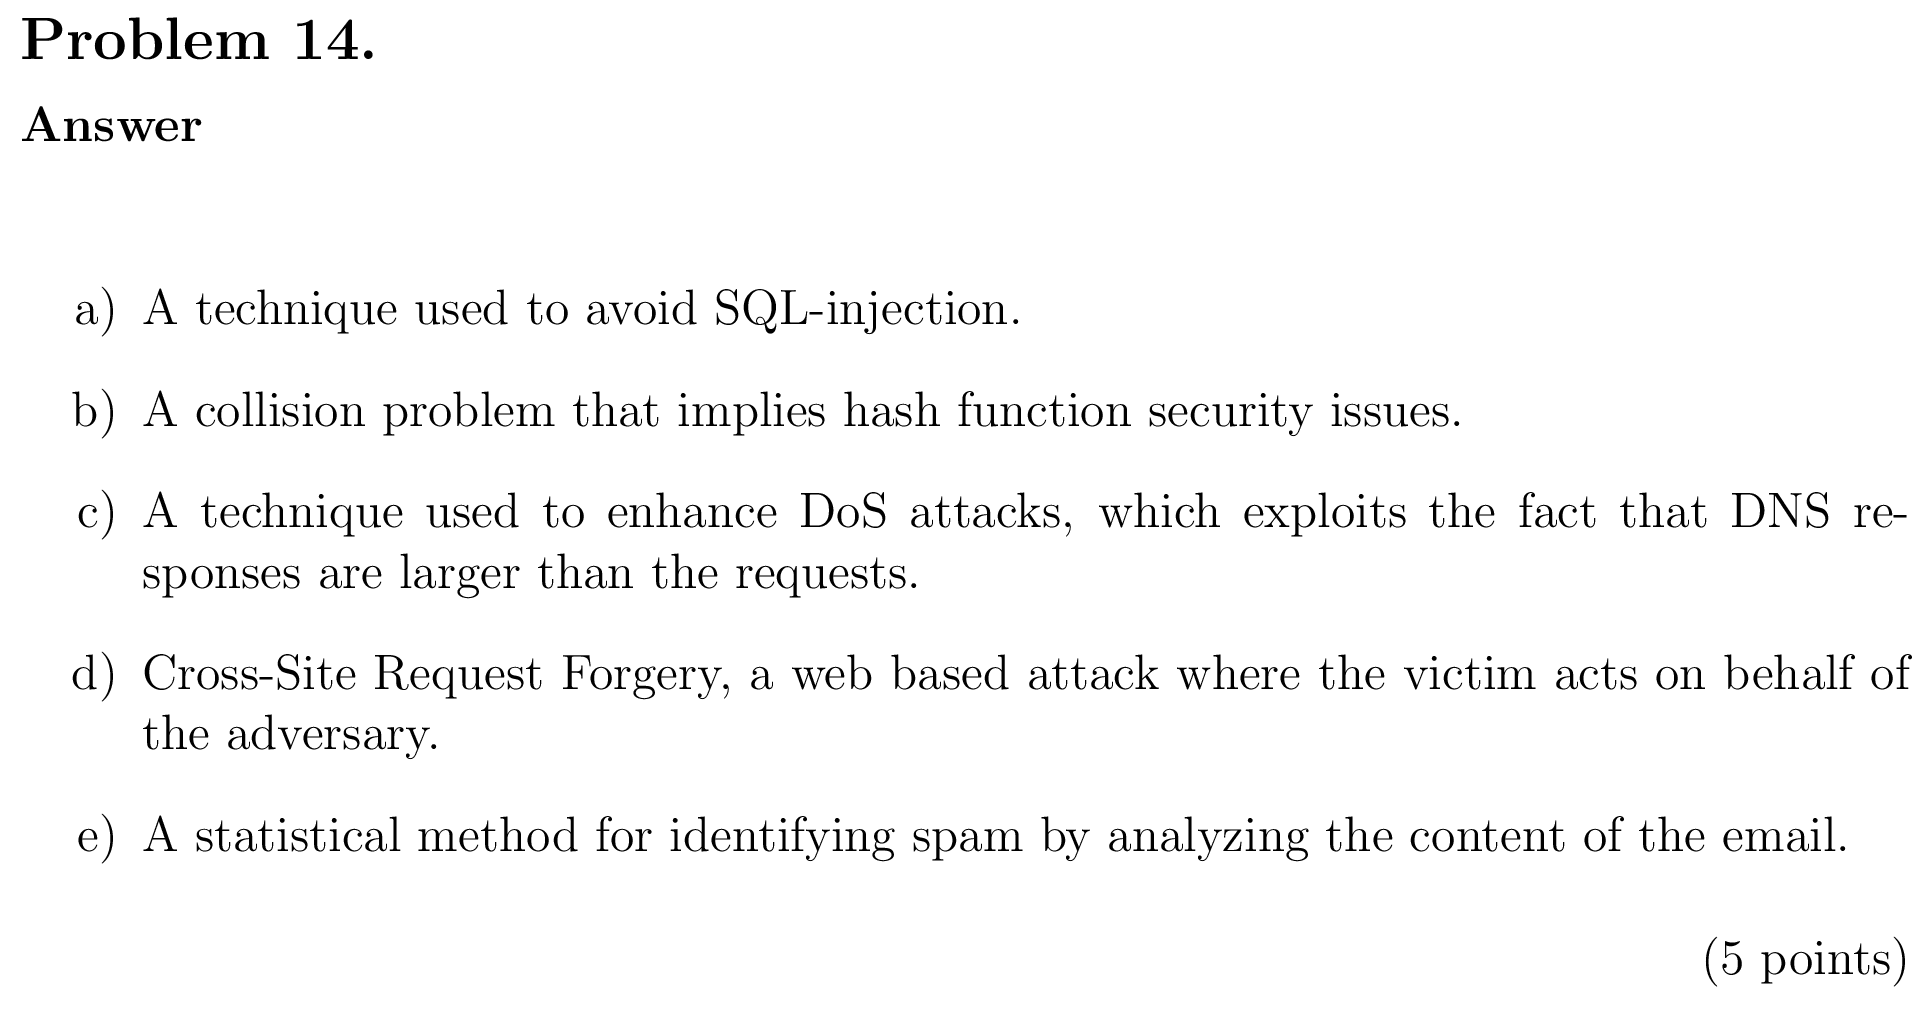 Problem 14.
Answer
a) A technique used to avoid SQL-injection.
b) A collision problem that implies hash function security issues.
c) A technique used to enhance DoS attacks, which exploits the fact that DNS re-
sponses are larger than the requests.
d) Cross-Site Request Forgery, a web based attack where the victim acts on behalf of
the adversary.
e) A statistical method for identifying spam by analyzing the content of the email.
(5 points)